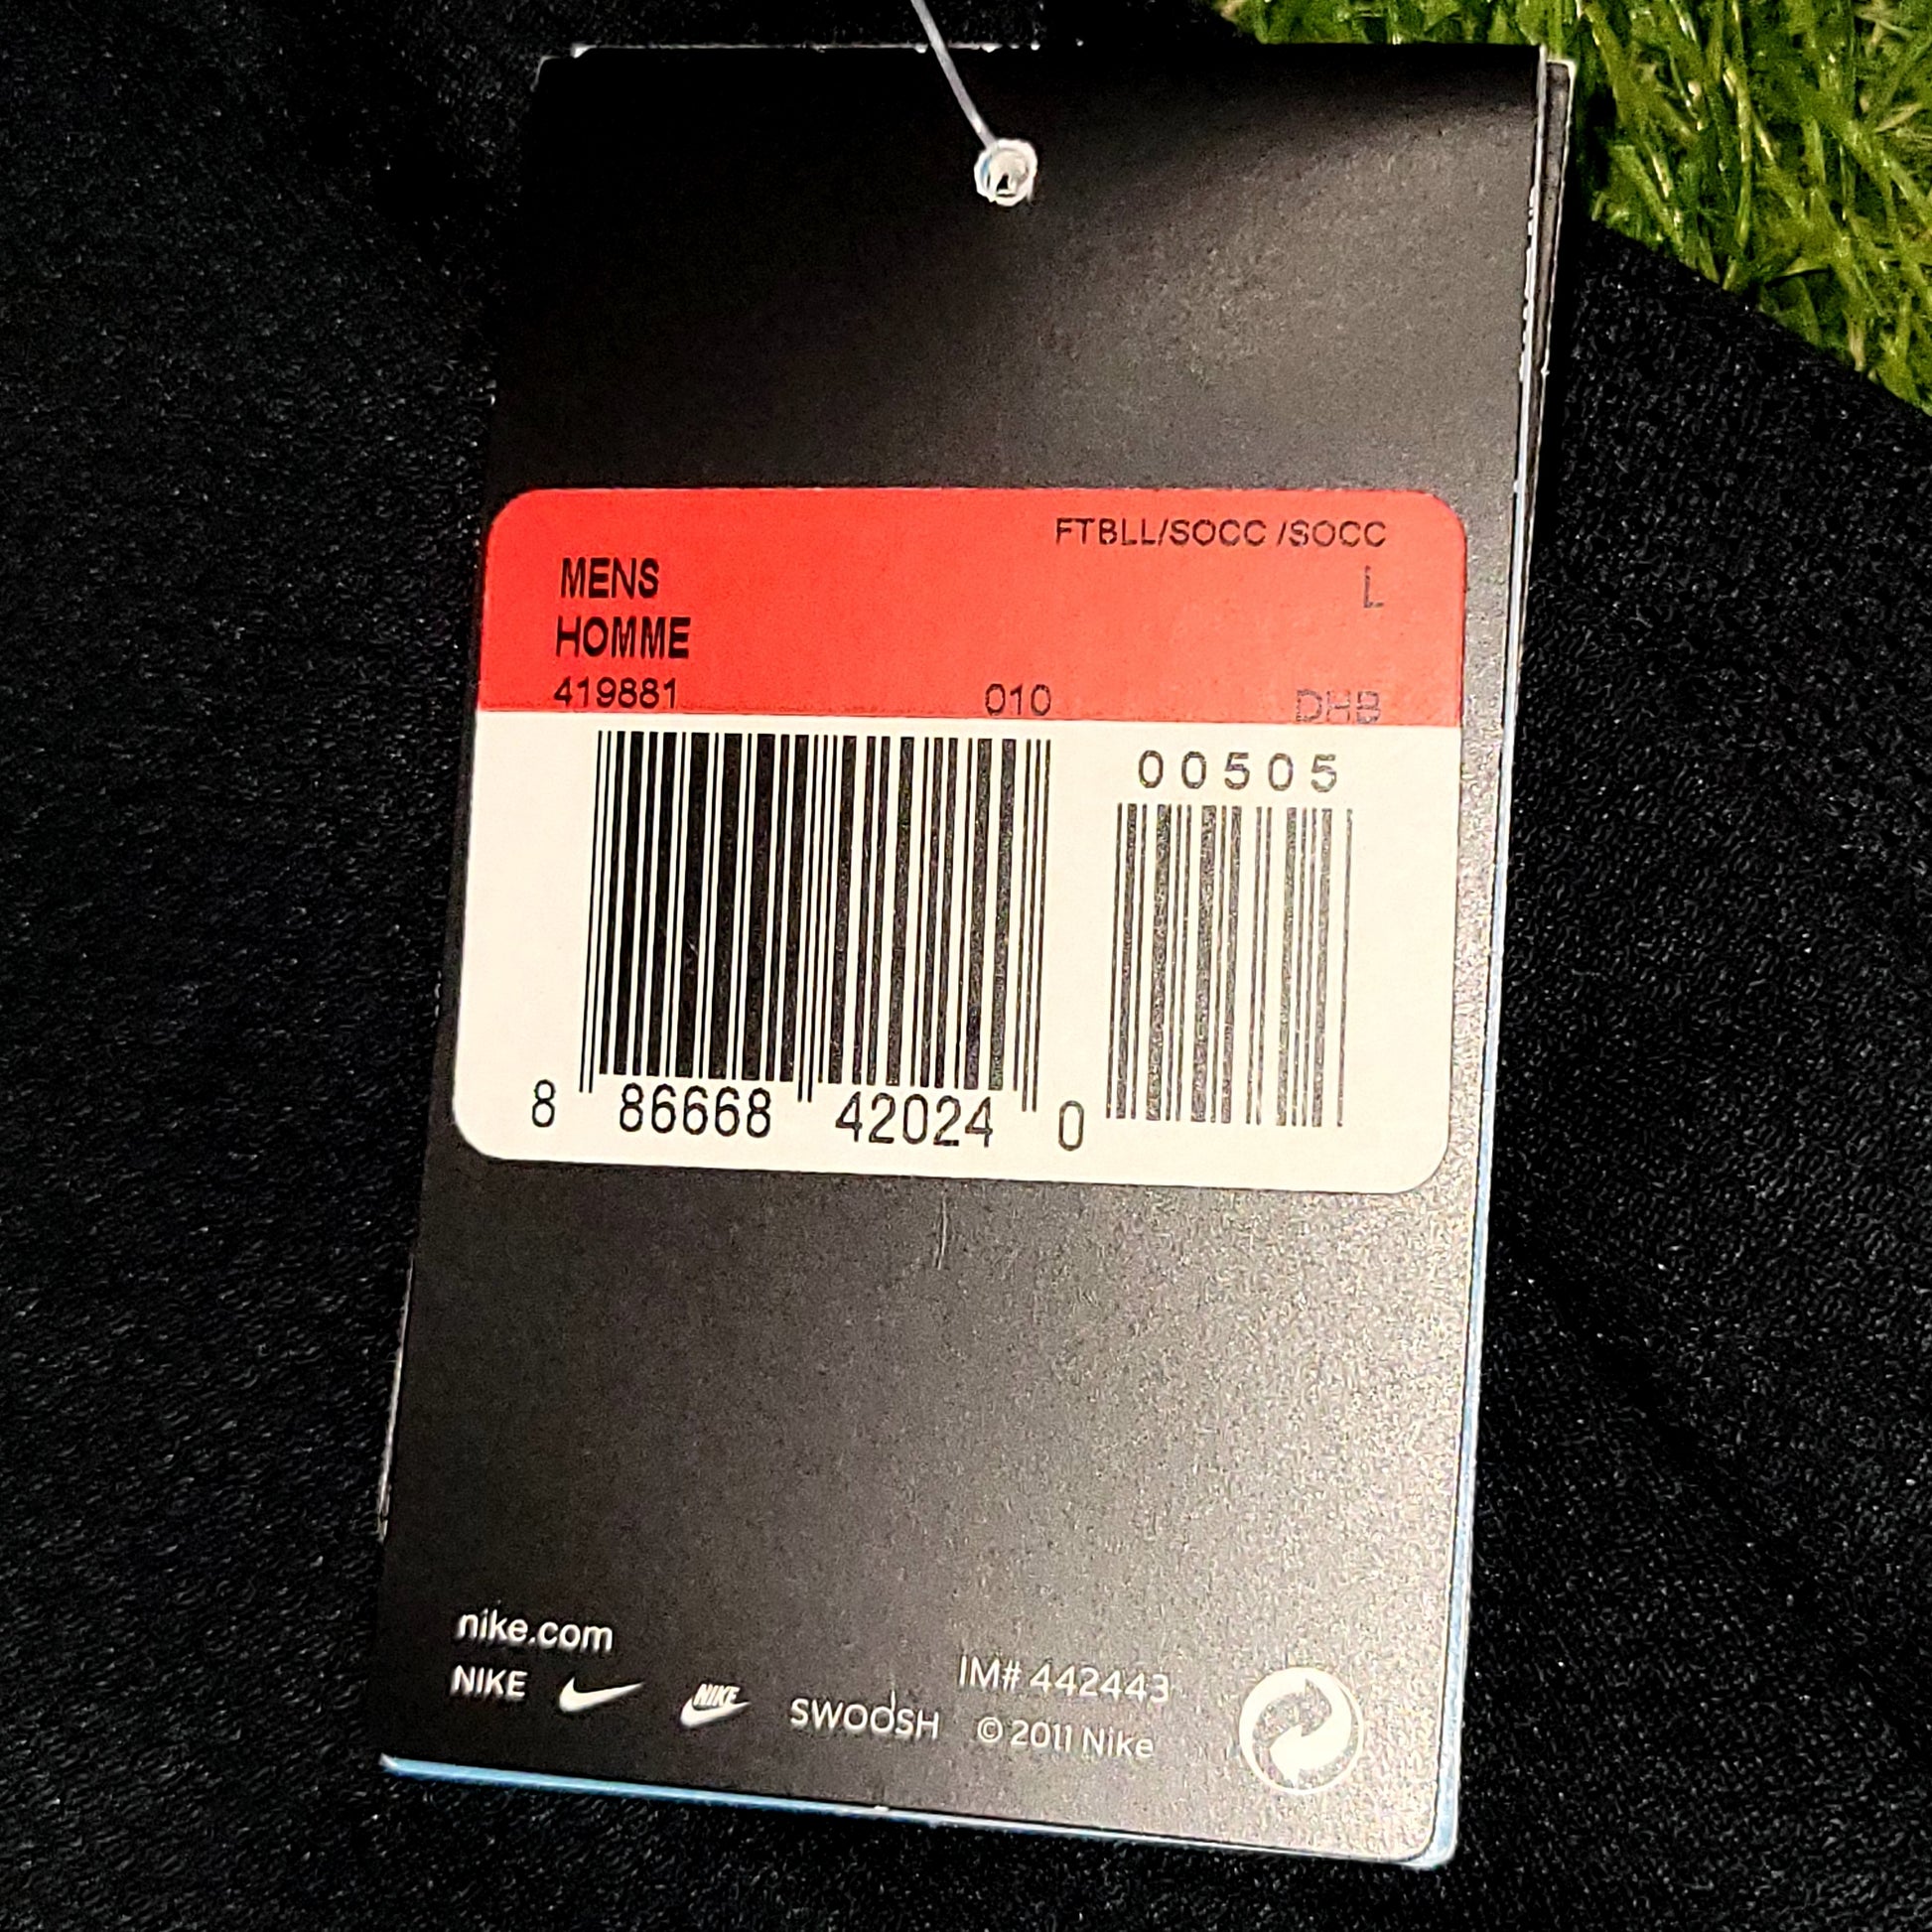 FTBLL/SOCC /SOCC
MENS
L
HOMME
419881 010 DHB
00505
8 86668 42024 0
nike.com
NIKE NIKE SWOOSH
IM# 442443
© 2011 Nike